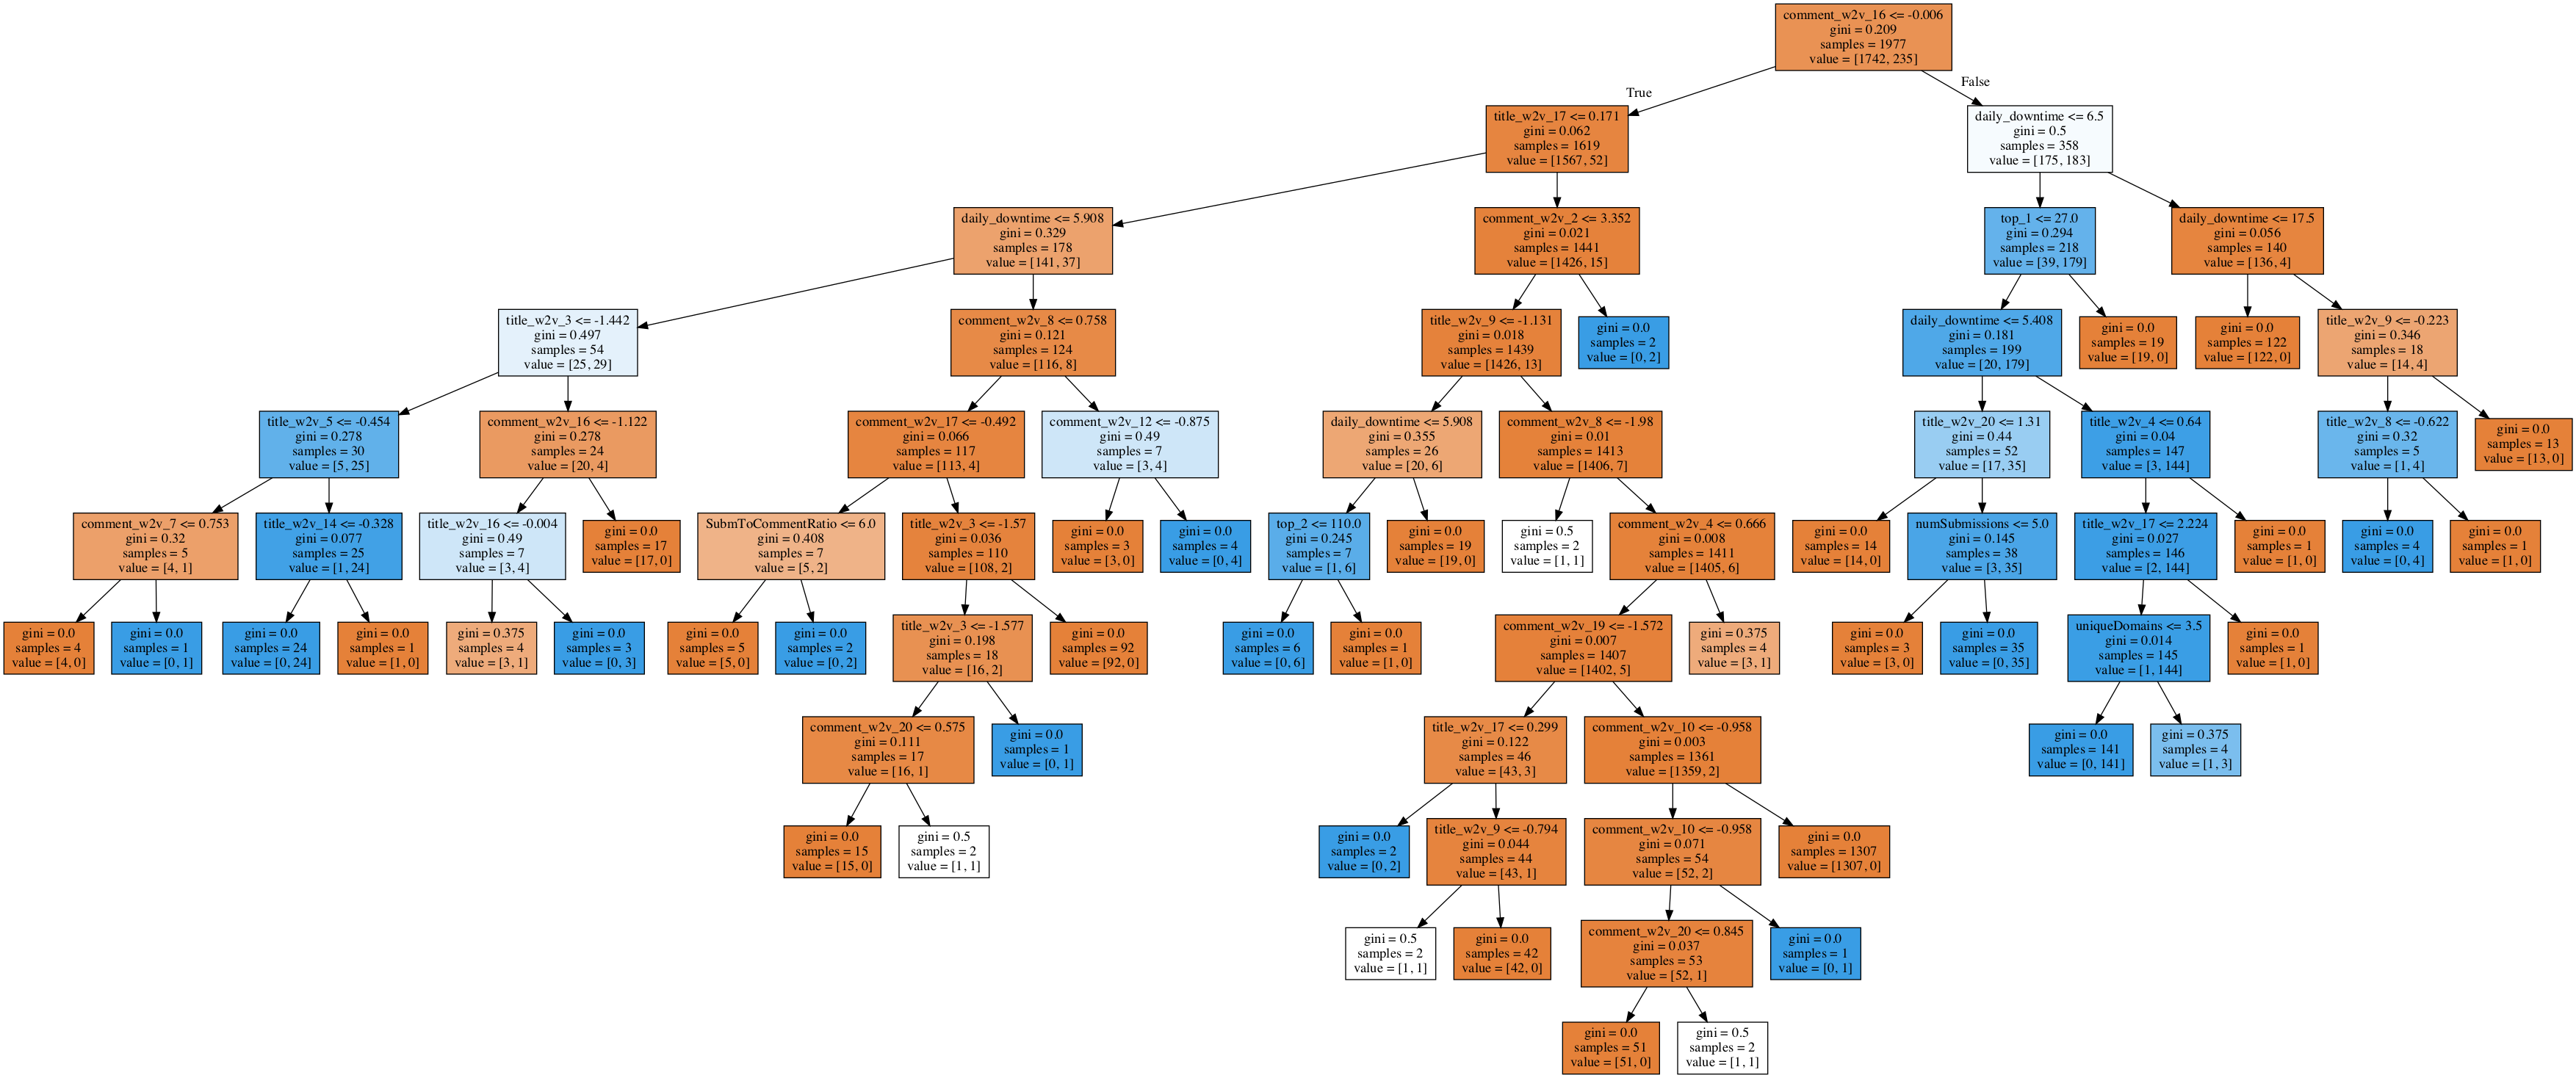 comment_w2v_16 <= -0.006
gini = 0.209
samples = 1977
value = [1742, 235]
True
False
title_w2v_17 <= 0.171
gini = 0.062
samples = 1619
value = [1567, 52]
daily_downtime <= 6.5
gini = 0.5
samples = 358
value = [175, 183]
daily_downtime <= 5.908
gini = 0.329
samples = 178
value = [141, 37]
comment_w2v_2 <= 3.352
gini = 0.021
samples = 1441
value = [1426, 15]
top_1 <= 27.0
gini = 0.294
samples = 218
value = [39, 179]
daily_downtime <= 17.5
gini = 0.056
samples = 140
value = [136, 4]
title_w2v_3 <= -1.442
gini = 0.497
samples = 54
value = [25, 29]
comment_w2v_8 <= 0.758
gini = 0.121
samples = 124
value = [116, 8]
title_w2v_9 <= -1.131
gini = 0.018
samples = 1439
value = [1426, 13]
gini = 0.0
samples = 2
value = [0, 2]
daily_downtime <= 5.408
gini = 0.181
samples = 199
value = [20, 179]
gini = 0.0
samples = 19
value = [19, 0]
gini = 0.0
samples = 122
value = [122, 0]
title_w2v_9 <= -0.223
gini = 0.346
samples = 18
value = [14, 4]
title_w2v_5 <= -0.454
gini = 0.278
samples = 30
value = [5, 25]
comment_w2v_16 <= -1.122
gini = 0.278
samples = 24
value = [20, 4]
comment_w2v_17 <= -0.492
gini = 0.066
samples = 117
value = [113, 4]
comment_w2v_12 <= -0.875
gini = 0.49
samples = 7
value = [3, 4]
daily_downtime <= 5.908
gini = 0.355
samples = 26
value = [20, 6]
comment_w2v_8 <= -1.98
gini = 0.01
samples = 1413
value = [1406, 7]
title_w2v_20 <= 1.31
gini = 0.44
samples = 52
value = [17, 35]
title_w2v_4 <= 0.64
gini = 0.04
samples = 147
value = [3, 144]
title_w2v_8 <= -0.622
gini = 0.32
samples = 5
value = [1, 4]
gini = 0.0
samples = 13
value = [13, 0]
comment_w2v_7 <= 0.753
gini = 0.32
samples = 5
value = [4, 1]
title_w2v_14 <= -0.328
gini = 0.077
samples = 25
value = [1, 24]
title_w2v_16 <= -0.004
gini = 0.49
samples = 7
value = [3, 4]
gini = 0.0
samples = 17
value = [17, 0]
SubmToCommentRatio <= 6.0
gini = 0.408
samples = 7
value = [5, 2]
title_w2v_3 <= -1.57
gini = 0.036
samples = 110
value = [108, 2]
gini = 0.0
samples = 3
value = [3, 0]
gini = 0.0
samples = 4
value = [0, 4]
top_2 <= 110.0
gini = 0.245
samples = 7
value = [1, 6]
gini = 0.0
samples = 19
value = [19, 0]
gini = 0.5
samples = 2
value = [1, 1]
comment_w2v_4 <= 0.666
gini = 0.008
samples = 1411
value = [1405, 6]
gini = 0.0
samples = 14
value = [14, 0]
numSubmissions <= 5.0
gini = 0.145
samples = 38
value = [3, 35]
title_w2v_17 <= 2.224
gini = 0.027
samples = 146
value = [2, 144]
gini = 0.0
samples = 1
value = [1, 0]
gini = 0.0
samples = 4
value = [0, 4]
gini = 0.0
samples = 1
value = [1, 0]
gini = 0.0
samples = 4
value = [4, 0]
gini = 0.0
samples = 1
value = [0, 1]
gini = 0.0
samples = 24
value = [0, 24]
gini = 0.0
samples = 1
value = [1, 0]
gini = 0.375
samples = 4
value = [3, 1]
gini = 0.0
samples = 3
value = [0, 3]
gini = 0.0
samples = 5
value = [5, 0]
gini = 0.0
samples = 2
value = [0, 2]
title_w2v_3 <= -1.577
gini = 0.198
samples = 18
value = [16, 2]
gini = 0.0
samples = 92
value = [92, 0]
gini = 0.0
samples = 6
value = [0, 6]
gini = 0.0
samples = 1
value = [1, 0]
comment_w2v_19 <= -1.572
gini = 0.007
samples = 1407
value = [1402, 5]
gini = 0.375
samples = 4
value = [3, 1]
gini = 0.0
samples = 3
value = [3, 0]
gini = 0.0
samples = 35
value = [0, 35]
uniqueDomains <= 3.5
gini = 0.014
samples = 145
value = [1, 144]
gini = 0.0
samples = 1
value = [1, 0]
comment_w2v_20 <= 0.575
gini = 0.111
samples = 17
value = [16, 1]
gini = 0.0
samples = 1
value = [0, 1]
title_w2v_17 <= 0.299
gini = 0.122
samples = 46
value = [43, 3]
comment_w2v_10 <= -0.958
gini = 0.003
samples = 1361
value = [1359, 2]
gini = 0.0
samples = 141
value = [0, 141]
gini = 0.375
samples = 4
value = [1, 3]
gini = 0.0
samples = 15
value = [15, 0]
gini = 0.5
samples = 2
value = [1, 1]
gini = 0.0
samples = 2
value = [0, 2]
title_w2v_9 <= -0.794
gini = 0.044
samples = 44
value = [43, 1]
comment_w2v_10 <= -0.958
gini = 0.071
samples = 54
value = [52, 2]
gini = 0.0
samples = 1307
value = [1307, 0]
gini = 0.5
samples = 2
value = [1, 1]
gini = 0.0
samples = 42
value = [42, 0]
comment_w2v_20 <= 0.845
gini = 0.037
samples = 53
value = [52, 1]
gini = 0.0
samples = 1
value = [0, 1]
gini = 0.0
samples = 51
value = [51, 0]
gini = 0.5
samples = 2
value = [1, 1]